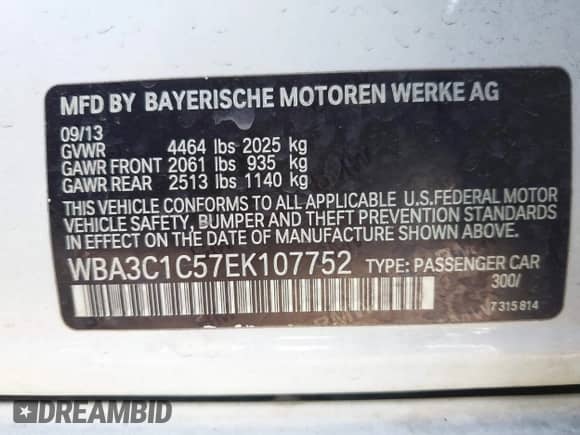 MFD BY BAYERISCHE MOTOREN WERKE AG
09/13
GVWR 4464 lbs 2025 kg
GAWR FRONT 2061 lbs 935 kg
GAWR REAR 2513 lbs 1140 kg
THIS VEHICLE CONFORMS TO ALL APPLICABLE U.S.FEDERAL MOTOR
VEHICLE SAFETY, BUMPER AND THEFT PREVENTION STANDARDS
IN EFFECT ON THE DATE OF MANUFACTURE SHOWN ABOVE.
WBA3C1C57EK107752 TYPE: PASSENGER CAR
300/
7 315 814
DREAMBID